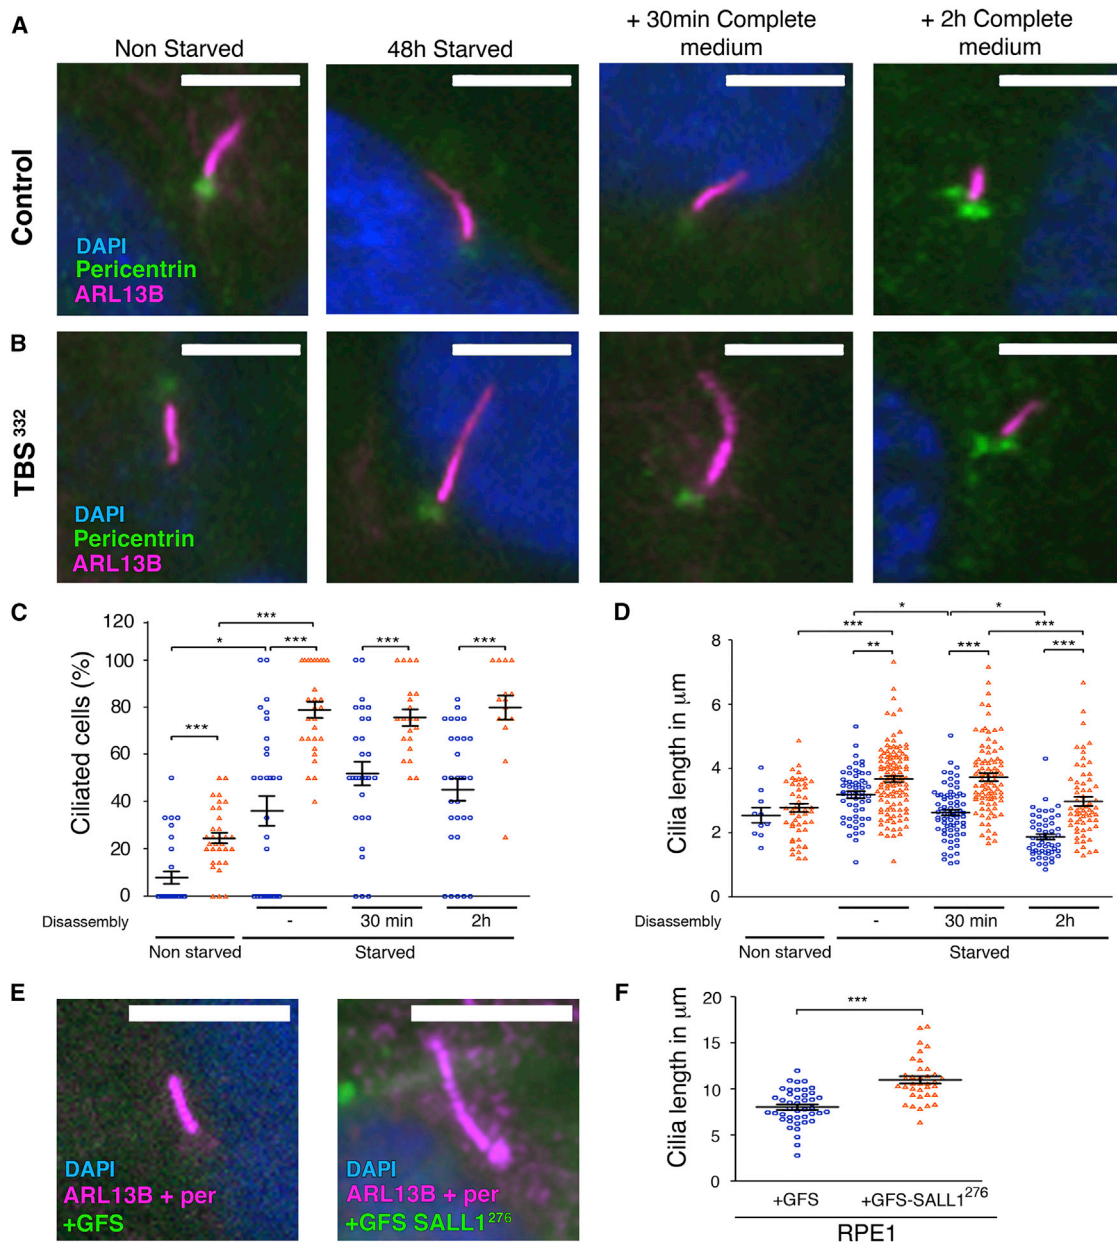 A
Non Starved
48h Starved
+ 30min Complete
medium
+ 2h Complete
medium
Control
DAPI
Pericentrin
ARL13B
B
TBS332
DAPI
Pericentrin
ARL13B
C
120
100
80
60
40
20
0
Ciliated cells (%)
***
*
***
***
***
***
Disassembly
-
30 min
2h
Non starved
Starved
D
8
6
4
2
0
Cilia length in μm
*
*
***
***
**
***
***
Disassembly
-
30 min
2h
Non starved
Starved
E
DAPI
ARL13B + per
+GFS
DAPI
ARL13B + per
+GFS SALL1276
F
20
15
10
5
0
Cilia length in μm
***
+GFS
+GFS-SALL1276
RPE1